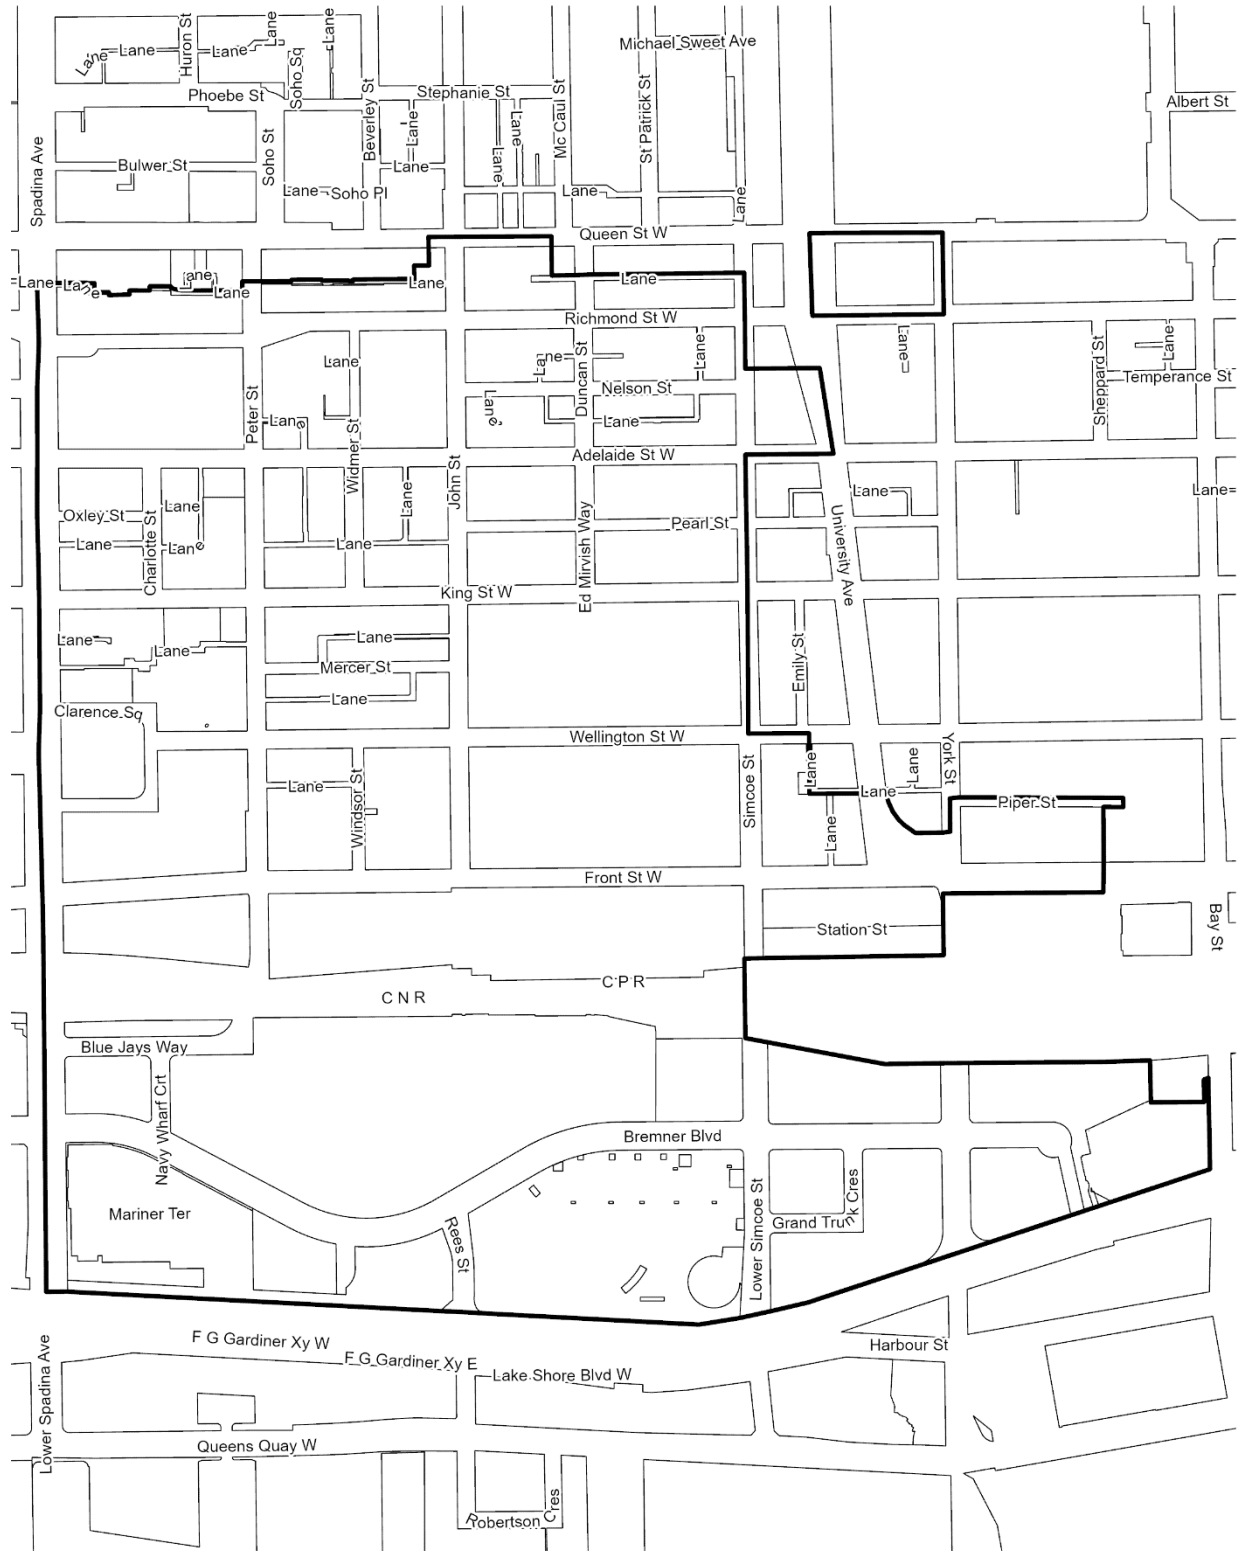 Michael Sweet Ave
Huron St
Lane
Lane
Lane
Lane
Lane
Soho Sq
Phoebe St
Stephanie St
Beverley St
Mc Caul St
St Patrick St
Albert St
Spadina Ave
Soho St
Bulwer St
Lane
Lane
Lane
Lane
Lane
Soho Pl
Lane
Lane
Queen St W
Lane
Lane
Lane
Lane
Lane
Lane
Richmond St W
Lane
Lane
Lane
Lane
Lane
Duncan St
Sheppard St
Temperance St
Nelson St
Peter St
Lane
Lane
Lane
Widmer St
Adelaide St W
John St
Lane
Lane
Lane
Lane
Oxley St
Charlotte St
Pearl St
Ed Mirvish Way
University Ave
Lane
Lane
Lane
King St W
Lane
Lane
Lane
Mercer St
Emily St
Lane
Clarence Sq
Wellington St W
York St
Lane
Lane
Lane
Windsor St
Simcoe St
Lane
Piper St
Lane
Front St W
Bay St
Station St
C P R
C N R
Blue Jays Way
Navy Wharf Crt
Bremner Blvd
Mariner Ter
Rees St
Lower Simcoe St
Grand Truk Cres
F G Gardiner Xy W
F G Gardiner Xy E
Harbour St
Lake Shore Blvd W
Lower Spadina Ave
Queens Quay W
Robertson Cres